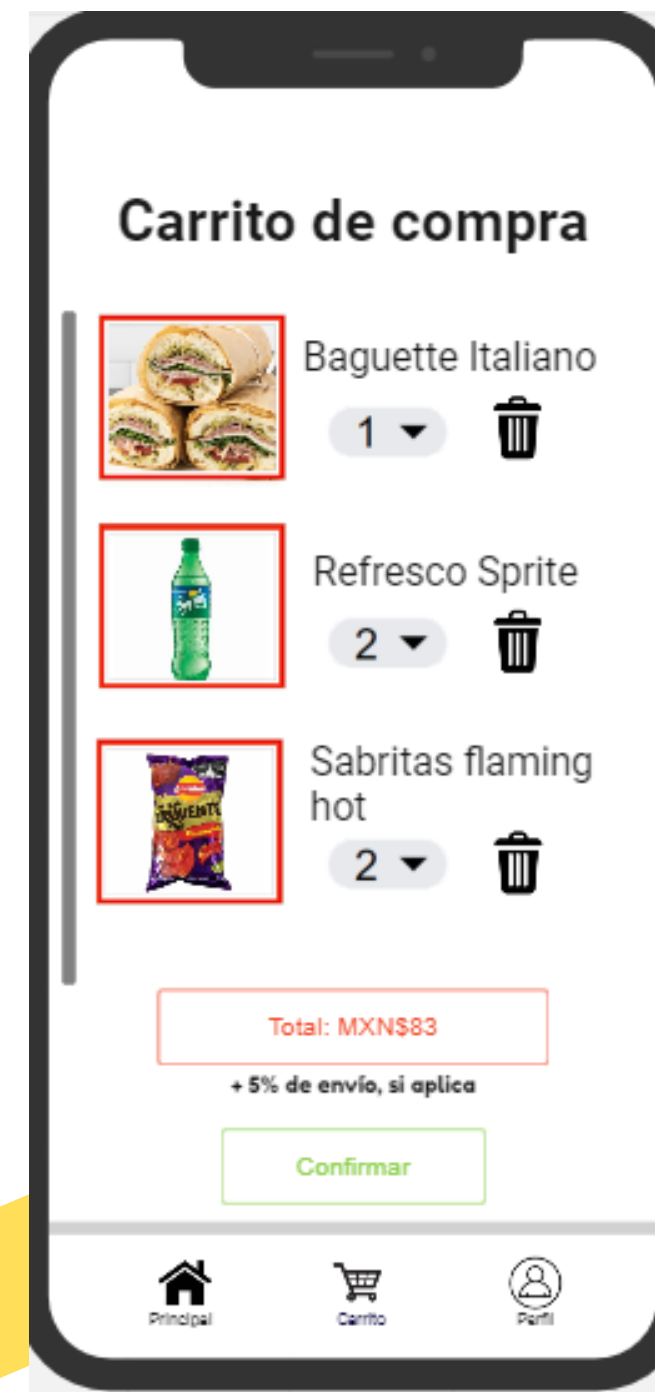 Carrito de compra
Baguette Italiano
1
Refresco Sprite
2
Sabritas flaming
hot
2
Total: MXN$83
+ 5% de envío, si aplica
Confirmar
Principal
Carrito
Perfil